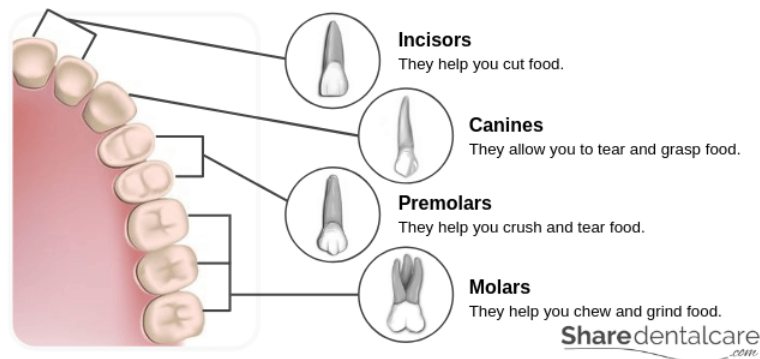 Incisors
They help you cut food.
Canines
They allow you to tear and grasp food.
Premolars
They help you crush and tear food.
Molars
They help you chew and grind food.
Sharedentalcare
.com